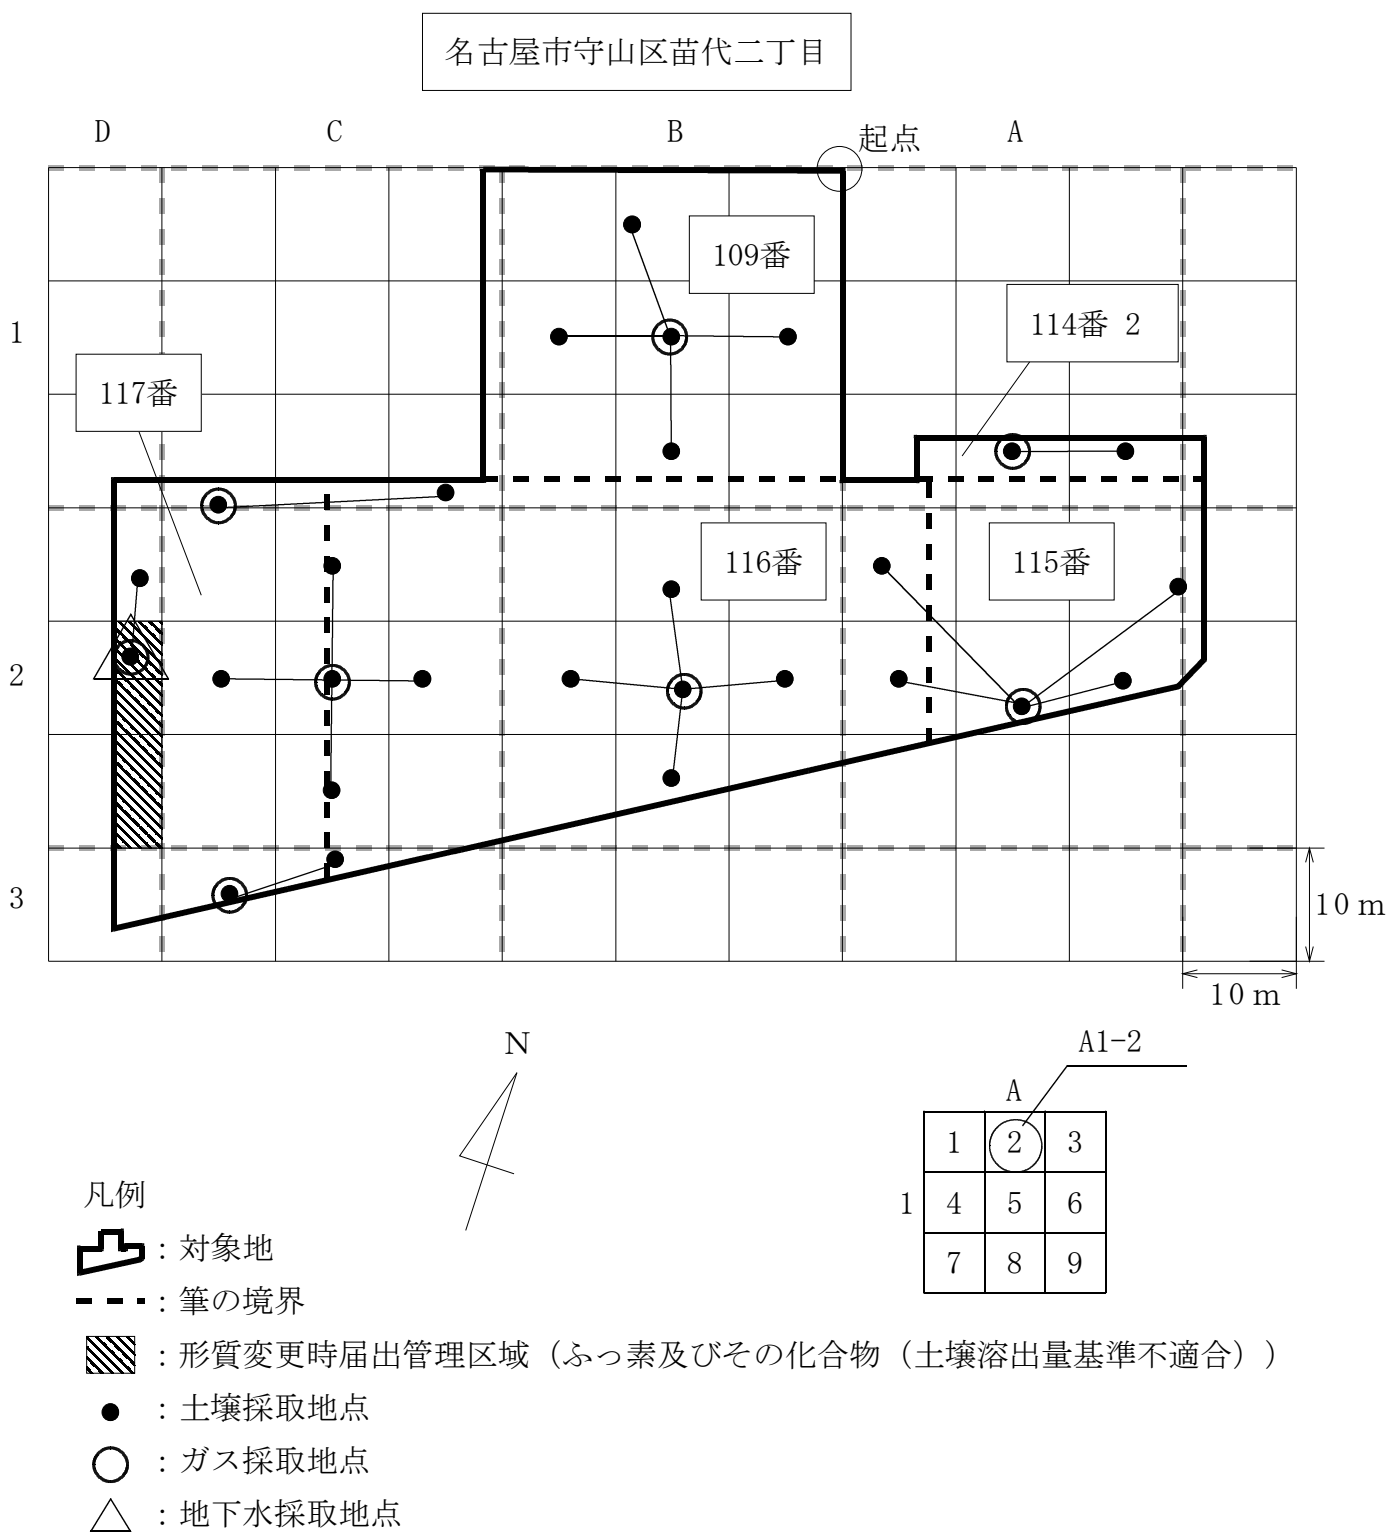 名古屋市守山区苗代二丁目
D C B 起点 A
109番
114番 2
1
117番
116番
115番
2
3
10m
10m
N
A1-2
A
1 2 3
1 4 5 6
7 8 9
凡例
：対象地
：筆の境界
：形質変更時届出管理区域（ふっ素及びその化合物（土壌溶出量基準不適合））
：土壌採取地点
：ガス採取地点
：地下水採取地点